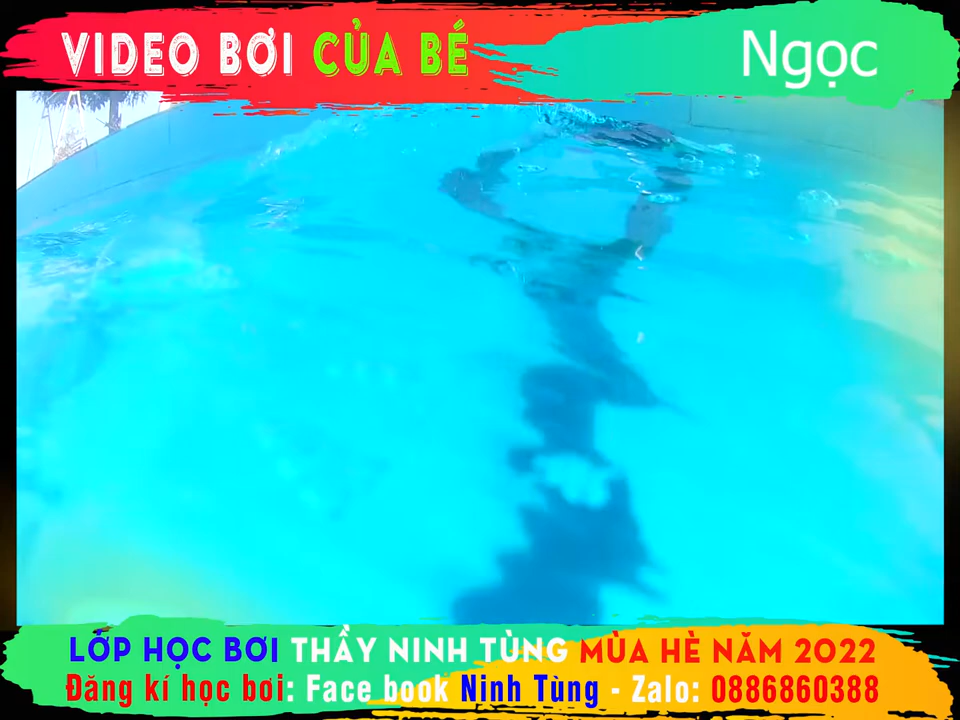 VIDEO BƠI CỦA BÉ
Ngọc
LỚP HỌC BƠI THẦY NINH TÙNG MÙA HÈ NĂM 2022
Đăng kí học bơi: Face book Ninh Tùng - Zalo: 0886860388